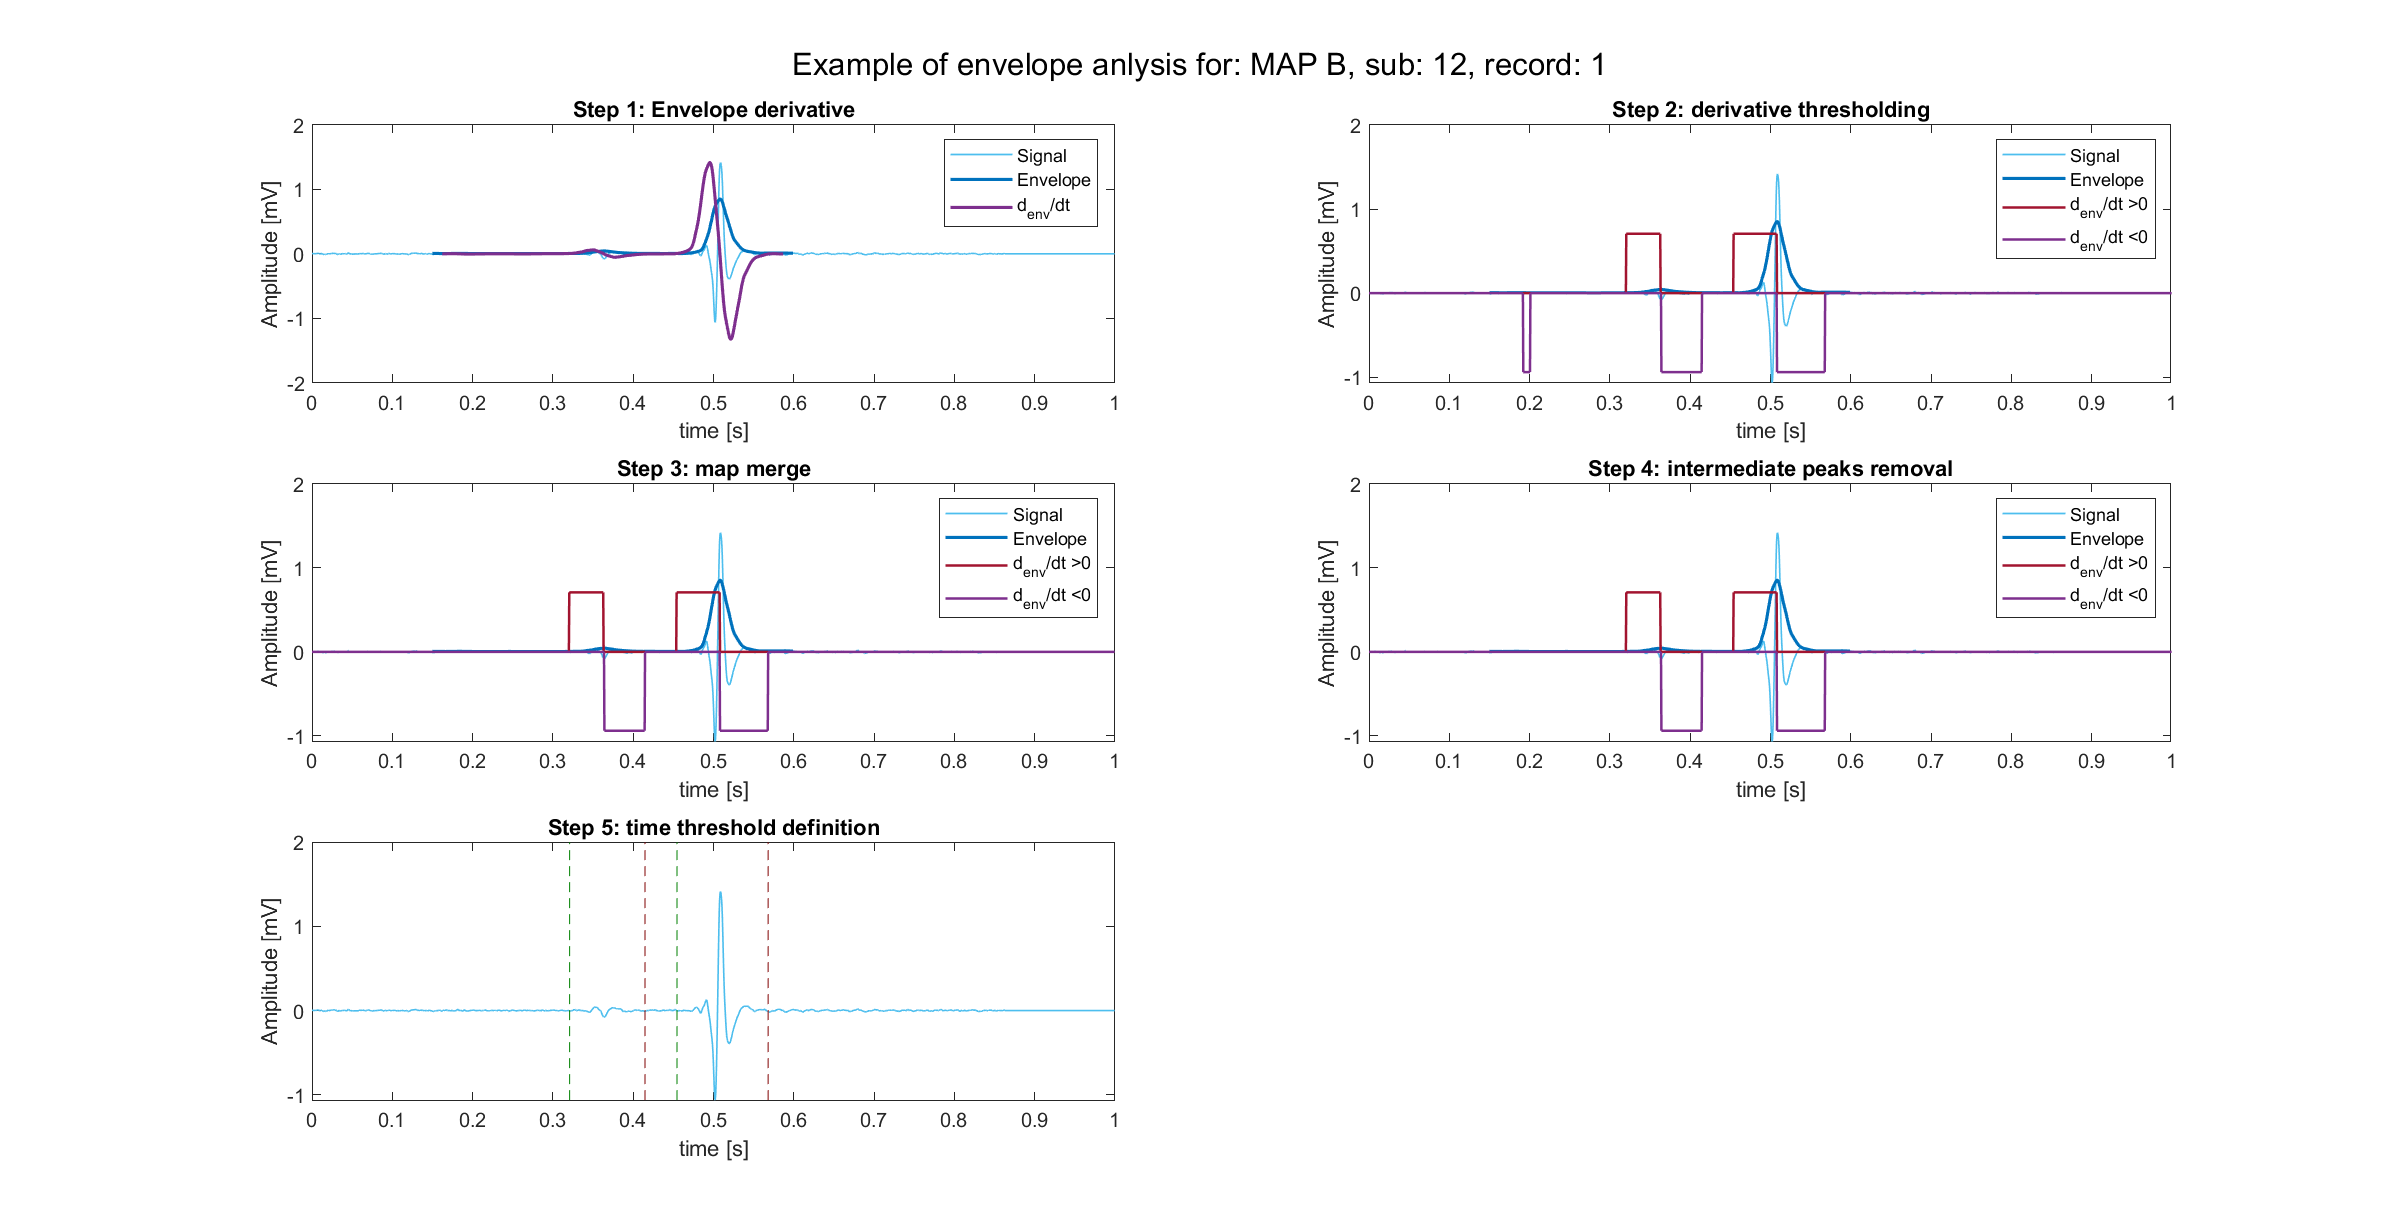 Example of envelope anlysis for: MAP B, sub: 12, record: 1
Step 1: Envelope derivative
2
1
0
-1
-2
Amplitude [mV]
Signal
Envelope
d_env/dt
0 0.1 0.2 0.3 0.4 0.5 0.6 0.7 0.8 0.9 1
time [s]
Step 2: derivative thresholding
2
1
0
-1
Amplitude [mV]
Signal
Envelope
d_env/dt >0
d_env/dt <0
0 0.1 0.2 0.3 0.4 0.5 0.6 0.7 0.8 0.9 1
time [s]
Step 3: map merge
2
1
0
-1
Amplitude [mV]
Signal
Envelope
d_env/dt >0
d_env/dt <0
0 0.1 0.2 0.3 0.4 0.5 0.6 0.7 0.8 0.9 1
time [s]
Step 4: intermediate peaks removal
2
1
0
-1
Amplitude [mV]
Signal
Envelope
d_env/dt >0
d_env/dt <0
0 0.1 0.2 0.3 0.4 0.5 0.6 0.7 0.8 0.9 1
time [s]
Step 5: time threshold definition
2
1
0
-1
Amplitude [mV]
0 0.1 0.2 0.3 0.4 0.5 0.6 0.7 0.8 0.9 1
time [s]